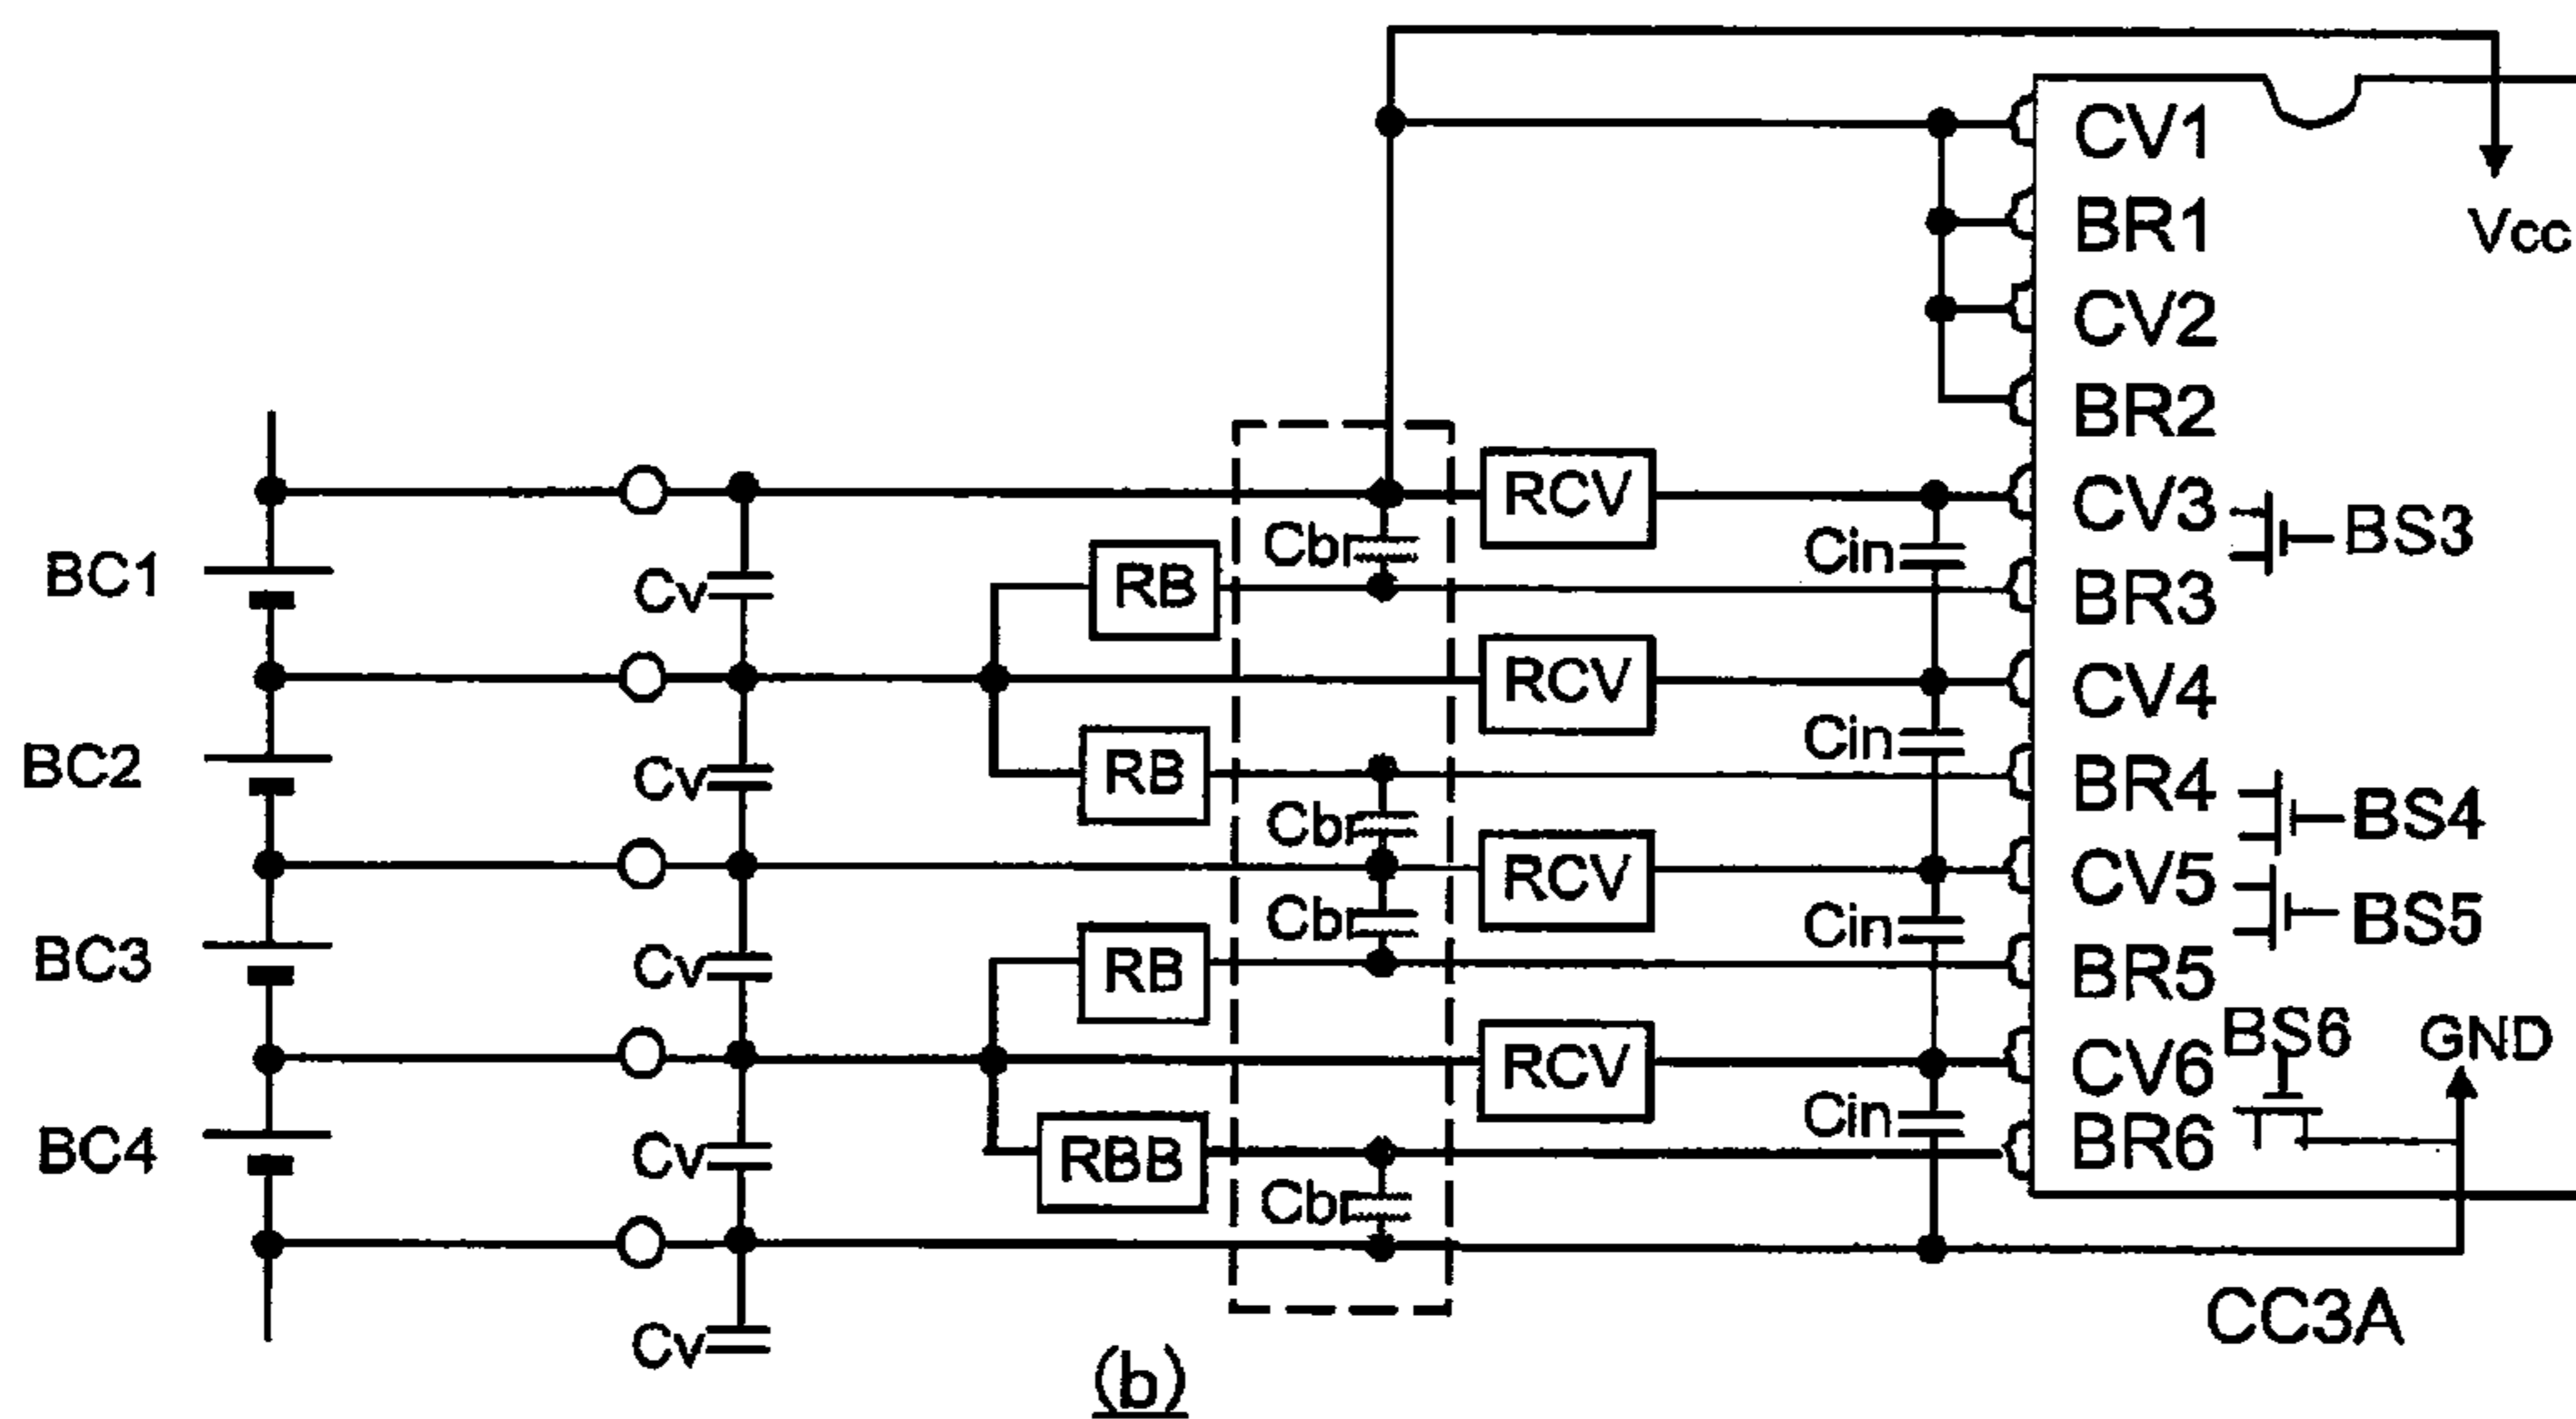 CV1
BR1
Vcc
CV2
BR2
RCV
CV3
BS3
BC1
Cv
RB
Cbr
Cin
BR3
RCV
CV4
BC2
Cv
RB
Cin
BR4
BS4
Cbr
RCV
CV5
BS5
BC3
Cv
RB
Cbr
Cin
BR5
RCV
CV6
BS6
GND
BC4
Cv
RBB
Cbr
Cin
BR6
CC3A
Cv
(b)